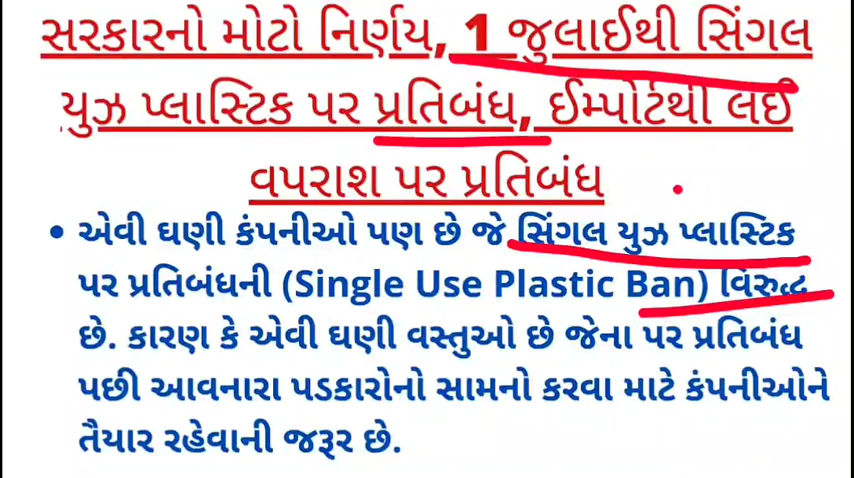 સરકારનો મોટો નિર્ણય, 1 જુલાઈથી સિંગલ
યુઝ પ્લાસ્ટિક પર પ્રતિબંધ, ઈમ્પોર્ટથી લઈ
વપરાશ પર પ્રતિબંધ
• એવી ઘણી કંપનીઓ પણ છે જે સિંગલ યુઝ પ્લાસ્ટિક
પર પ્રતિબંધની (Single Use Plastic Ban) વિરુદ્ધ
છે. કારણ કે એવી ઘણી વસ્તુઓ છે જેના પર પ્રતિબંધ
પછી આવનારા પડકારોનો સામનો કરવા માટે કંપનીઓને
તૈયાર રહેવાની જરૂર છે.